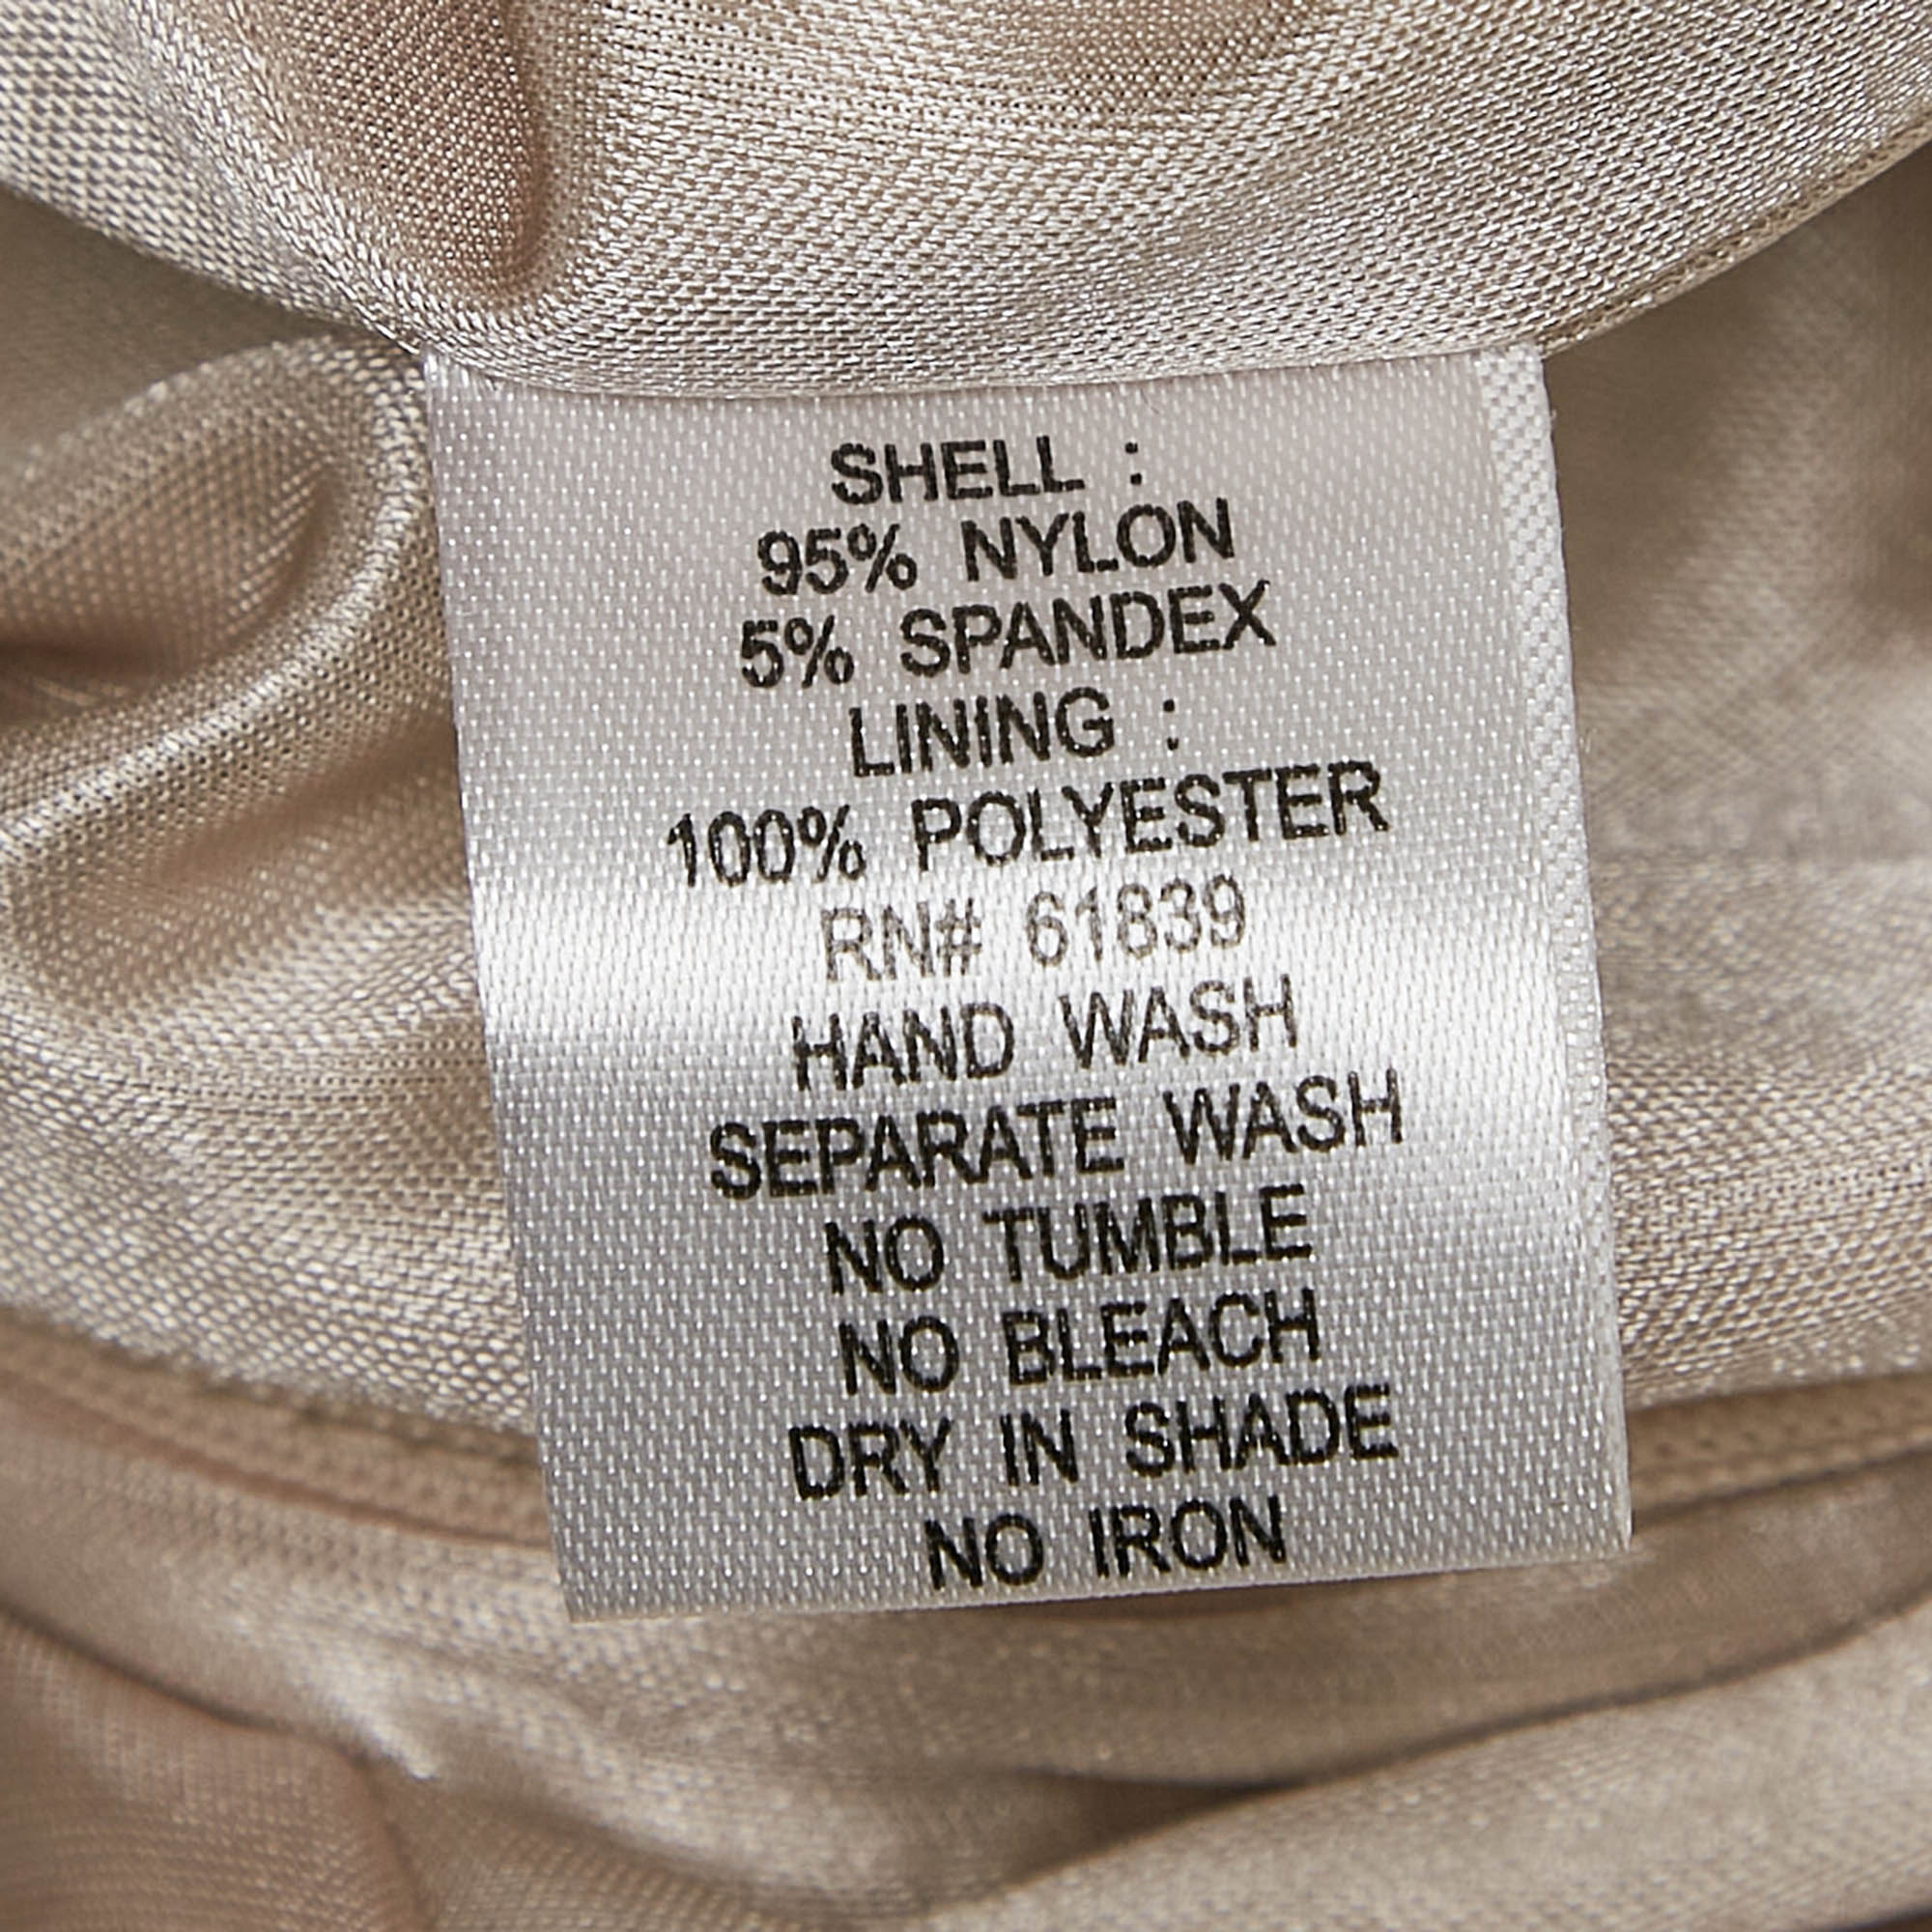 SHELL :
95% NYLON
5% SPANDEX
LINING :
100% POLYESTER
RN# 61839
HAND WASH
SEPARATE WASH
NO TUMBLE
NO BLEACH
DRY IN SHADE
NO IRON